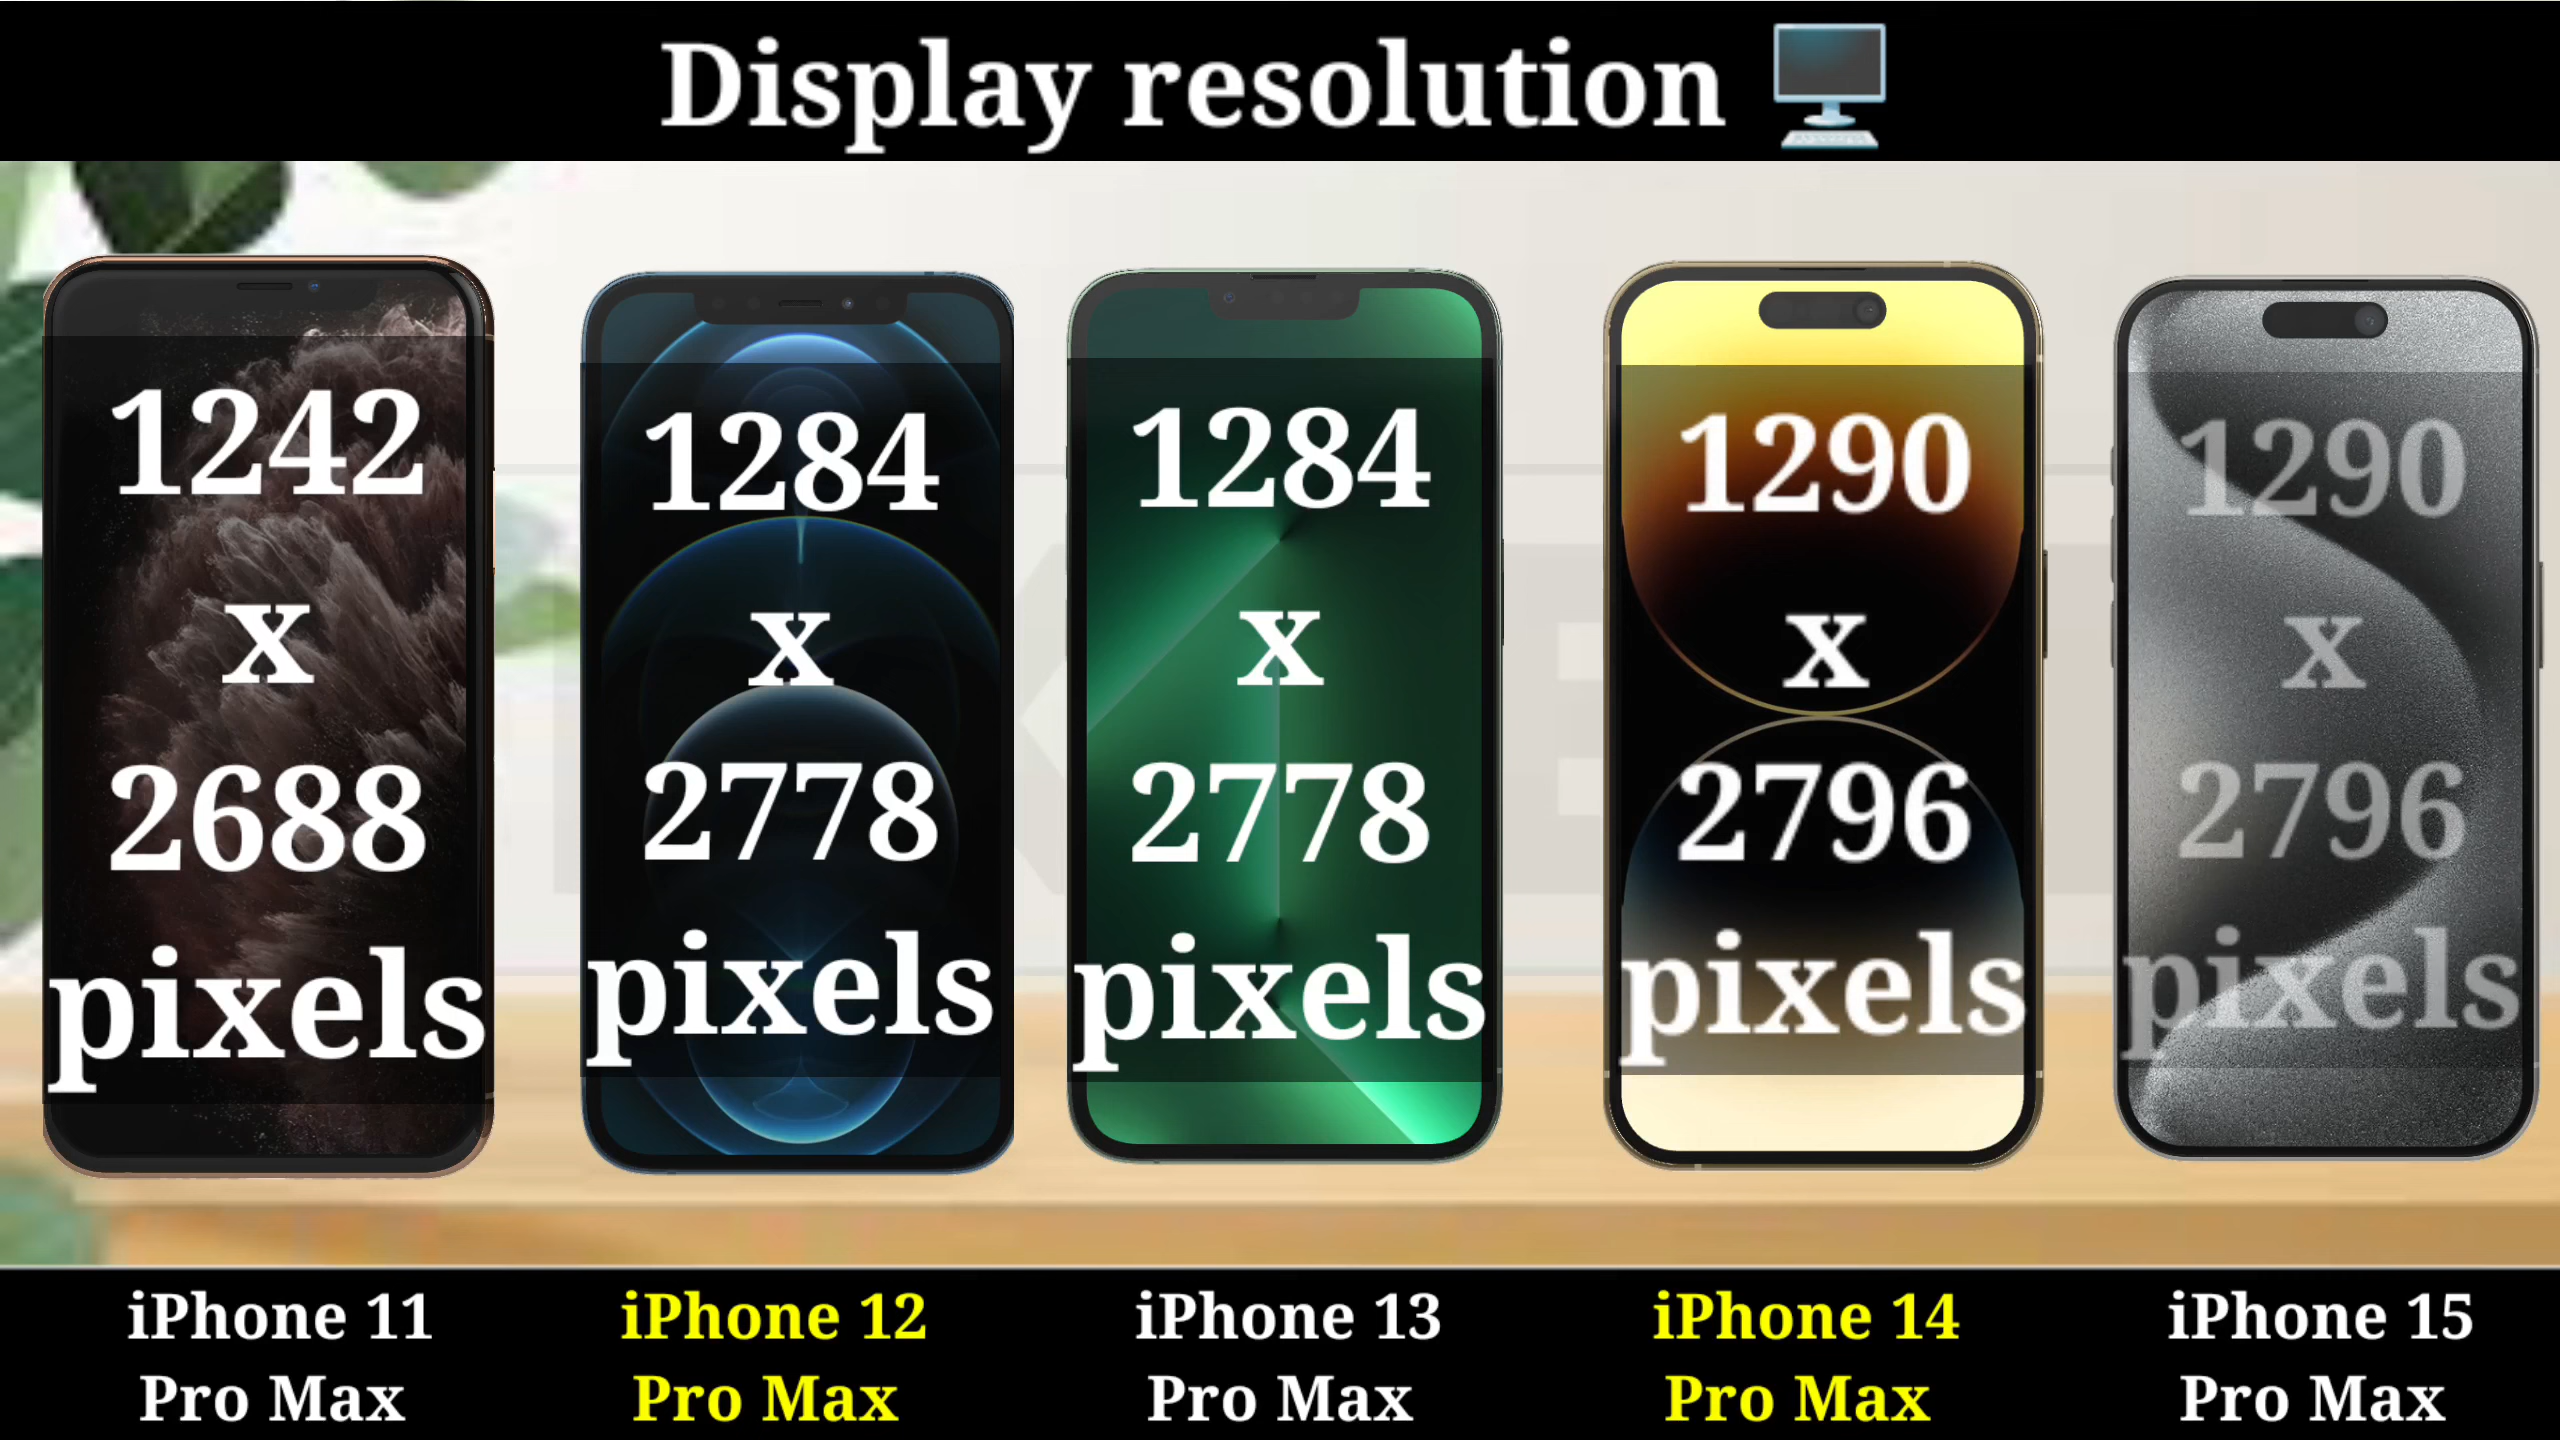 Display resolution
1242
x
2688
pixels
1284
x
2778
pixels
1284
x
2778
pixels
1290
x
2796
pixels
1290
x
2796
pixels
iPhone 11
Pro Max
iPhone 12
Pro Max
iPhone 13
Pro Max
iPhone 14
Pro Max
iPhone 15
Pro Max